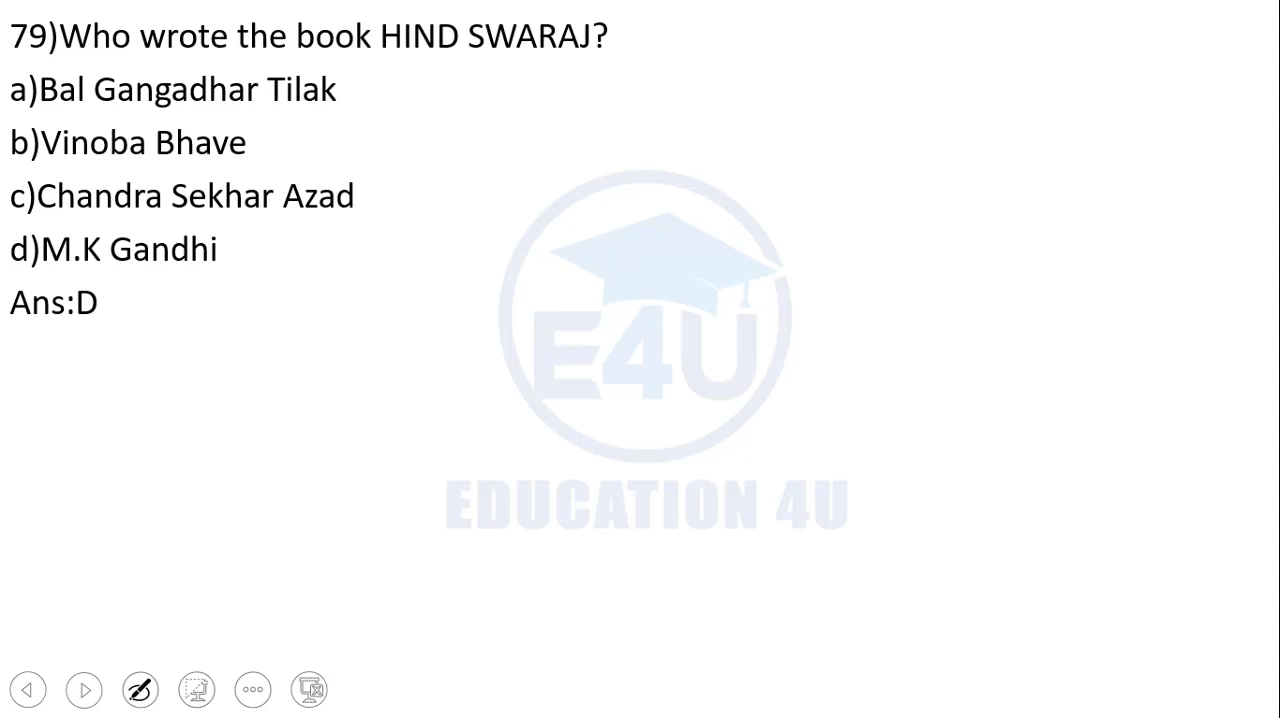 79)Who wrote the book HIND SWARAJ?
a)Bal Gangadhar Tilak
b)Vinoba Bhave
c)Chandra Sekhar Azad
d)M.K Gandhi
Ans:D
E4U
EDUCATION 4U